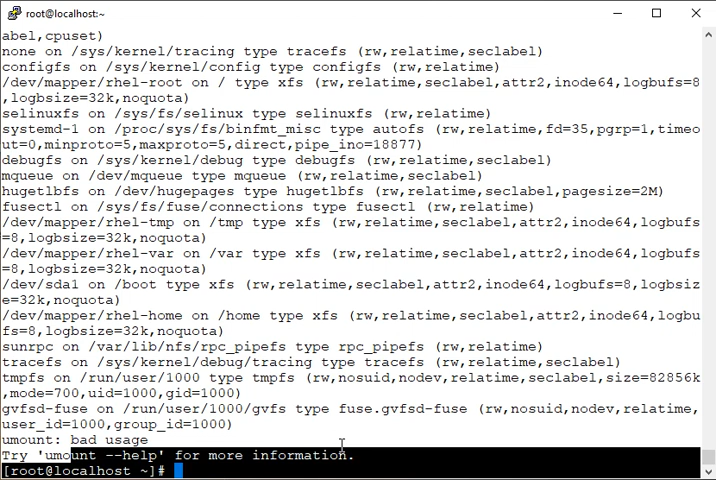 root@localhost:~
abel,cpuset)
none on /sys/kernel/tracing type tracefs (rw,relatime,seclabel)
configfs on /sys/kernel/config type configfs (rw,relatime)
/dev/mapper/rhel-root on / type xfs (rw,relatime,seclabel,attr2,inode64,logbufs=8
,logbsize=32k,noquota)
selinuxfs on /sys/fs/selinux type selinuxfs (rw,relatime)
systemd-1 on /proc/sys/fs/binfmt_misc type autofs (rw,relatime,fd=35,pgrp=1,timeo
ut=0,minproto=5,maxproto=5,direct,pipe_ino=18877)
debugfs on /sys/kernel/debug type debugfs (rw,relatime,seclabel)
mqueue on /dev/mqueue type mqueue (rw,relatime,seclabel)
hugetlbfs on /dev/hugepages type hugetlbfs (rw,relatime,seclabel,pagesize=2M)
fusectl on /sys/fs/fuse/connections type fusectl (rw,relatime)
/dev/mapper/rhel-tmp on /tmp type xfs (rw,relatime,seclabel,attr2,inode64,logbufs
=8,logbsize=32k,noquota)
/dev/mapper/rhel-var on /var type xfs (rw,relatime,seclabel,attr2,inode64,logbufs
=8,logbsize=32k,noquota)
/dev/sda1 on /boot type xfs (rw,relatime,seclabel,attr2,inode64,logbufs=8,logbsiz
e=32k,noquota)
/dev/mapper/rhel-home on /home type xfs (rw,relatime,seclabel,attr2,inode64,logbu
fs=8,logbsize=32k,noquota)
sunrpc on /var/lib/nfs/rpc_pipefs type rpc_pipefs (rw,relatime)
tracefs on /sys/kernel/debug/tracing type tracefs (rw,relatime,seclabel)
tmpfs on /run/user/1000 type tmpfs (rw,nosuid,nodev,relatime,seclabel,size=82856k
,mode=700,uid=1000,gid=1000)
gvfsd-fuse on /run/user/1000/gvfs type fuse.gvfsd-fuse (rw,nosuid,nodev,relatime,
user_id=1000,group_id=1000)
umount: bad usage
Try 'umount --help' for more information.
[root@localhost ~]#